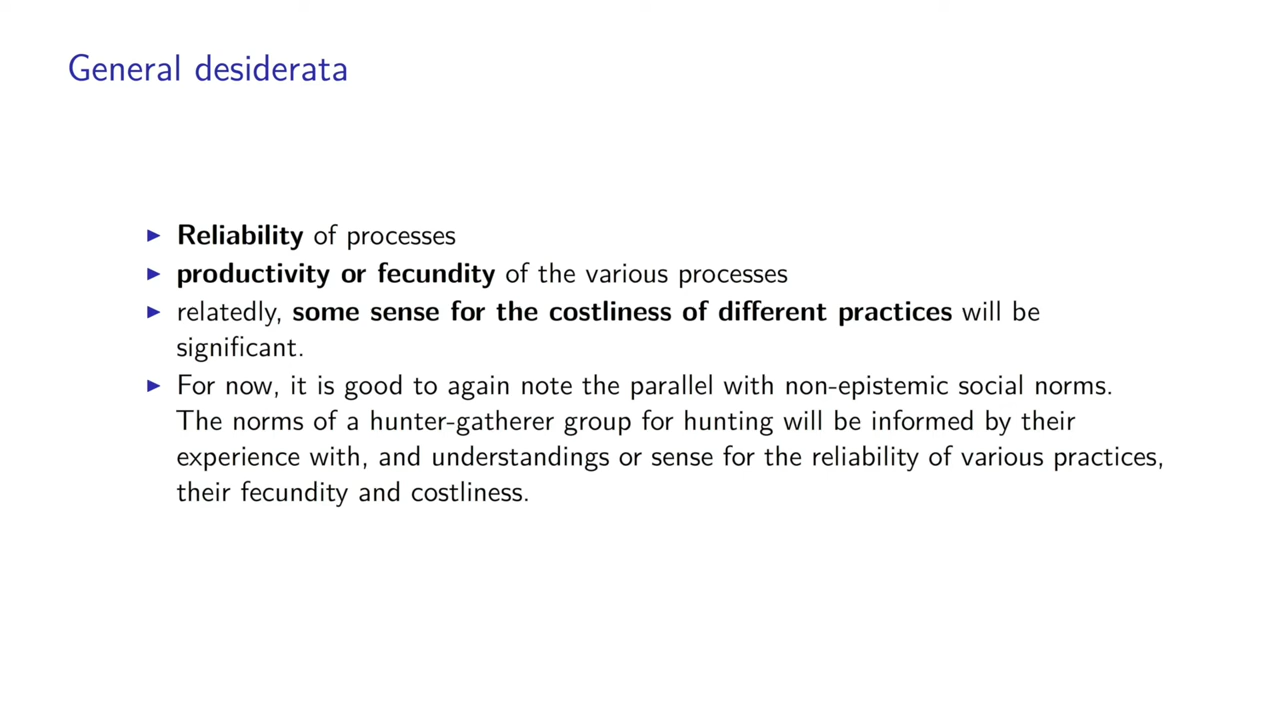 General desiderata
Reliability of processes
productivity or fecundity of the various processes
relatedly, some sense for the costliness of different practices will be
significant.
For now, it is good to again note the parallel with non-epistemic social norms.
The norms of a hunter-gatherer group for hunting will be informed by their
experience with, and understandings or sense for the reliability of various practices,
their fecundity and costliness.